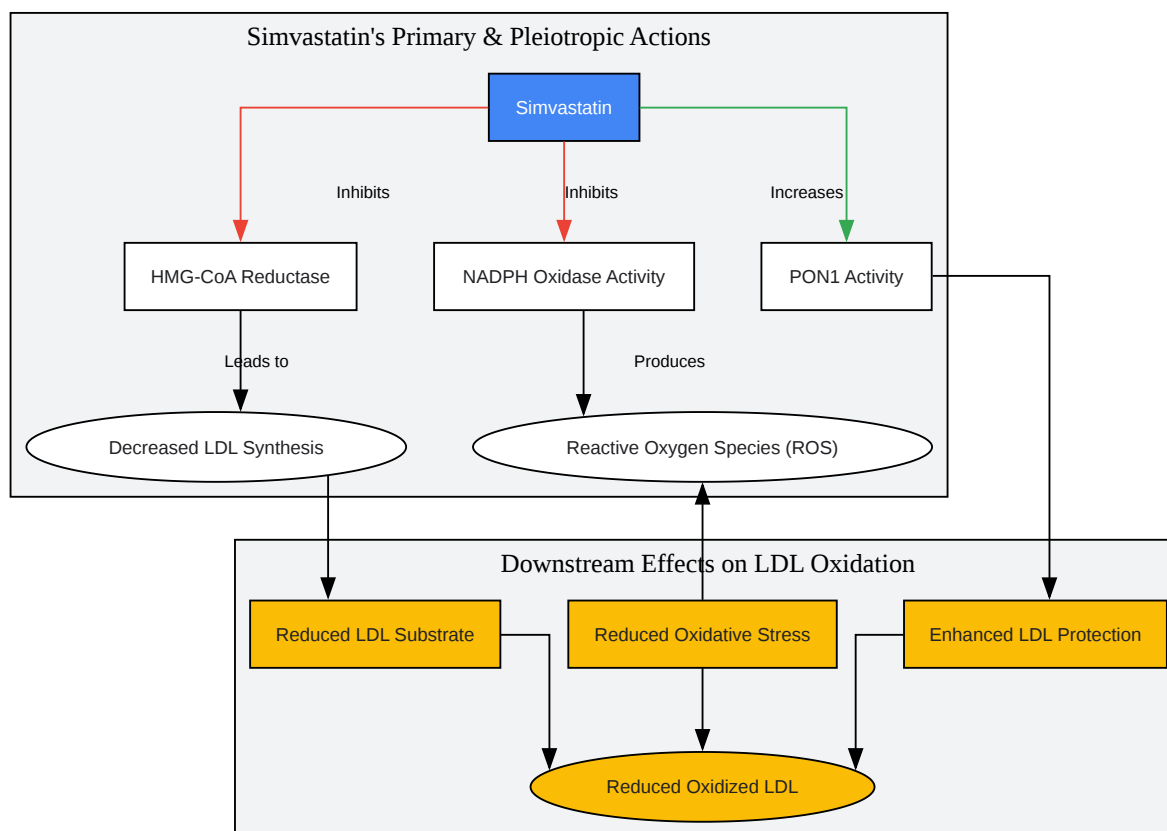 Simvastatin's Primary & Pleiotropic Actions
Simvastatin
Inhibits
Inhibits
Increases
HMG-CoA Reductase
NADPH Oxidase Activity
PON1 Activity
Leads to
Produces
Decreased LDL Synthesis
Reactive Oxygen Species (ROS)
Downstream Effects on LDL Oxidation
Reduced LDL Substrate
Reduced Oxidative Stress
Enhanced LDL Protection
Reduced Oxidized LDL